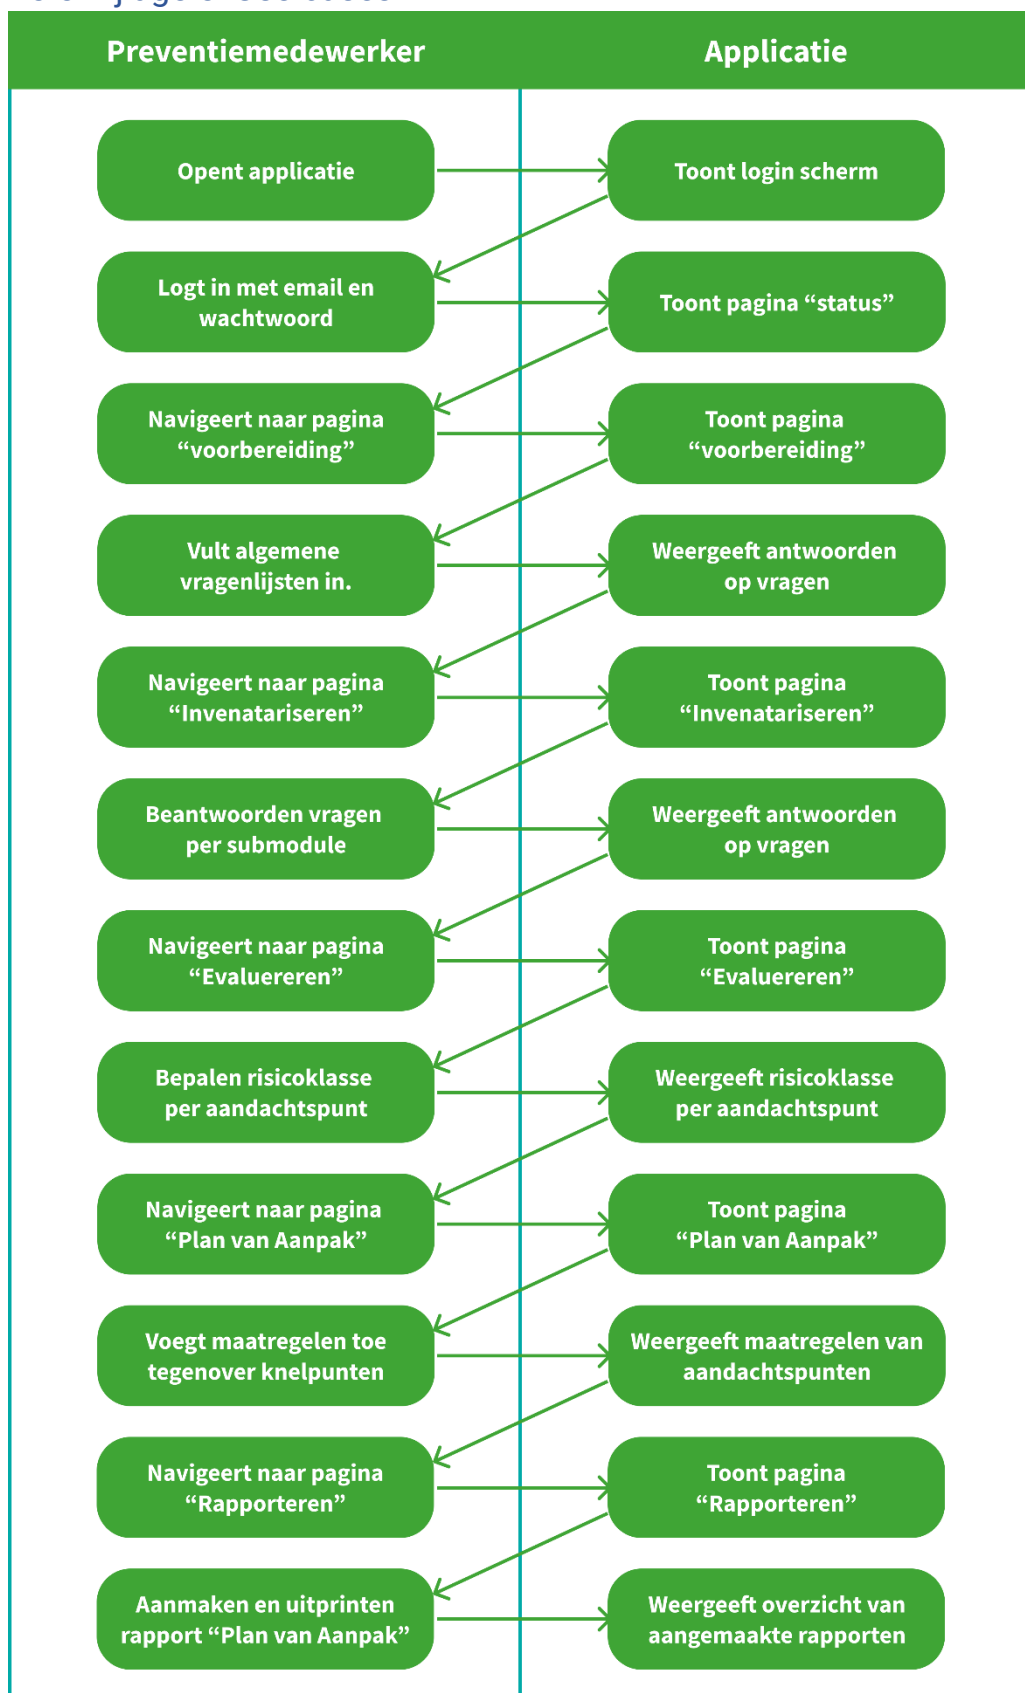 Preventiemedewerker
Applicatie
Opent applicatie
Toont login scherm
Logt in met email en
wachtwoord
Toont pagina “status”
Navigeert naar pagina
“voorbereiding”
Toont pagina
“voorbereiding”
Vult algemene
vragenlijsten in.
Weergeeft antwoorden
op vragen
Navigeert naar pagina
“Invenatariseren”
Toont pagina
“Invenatariseren”
Beantwoorden vragen
per submodule
Weergeeft antwoorden
op vragen
Navigeert naar pagina
“Evaluereren”
Toont pagina
“Evaluereren”
Bepalen risicoklasse
per aandachtspunt
Weergeeft risicoklasse
per aandachtspunt
Navigeert naar pagina
“Plan van Aanpak”
Toont pagina
“Plan van Aanpak”
Voegt maatregelen toe
tegenover knelpunten
Weergeeft maatregelen van
aandachtspunten
Navigeert naar pagina
“Rapporteren”
Toont pagina
“Rapporteren”
Aanmaken en uitprinten
rapport “Plan van Aanpak”
Weergeeft overzicht van
aangemaakte rapporten